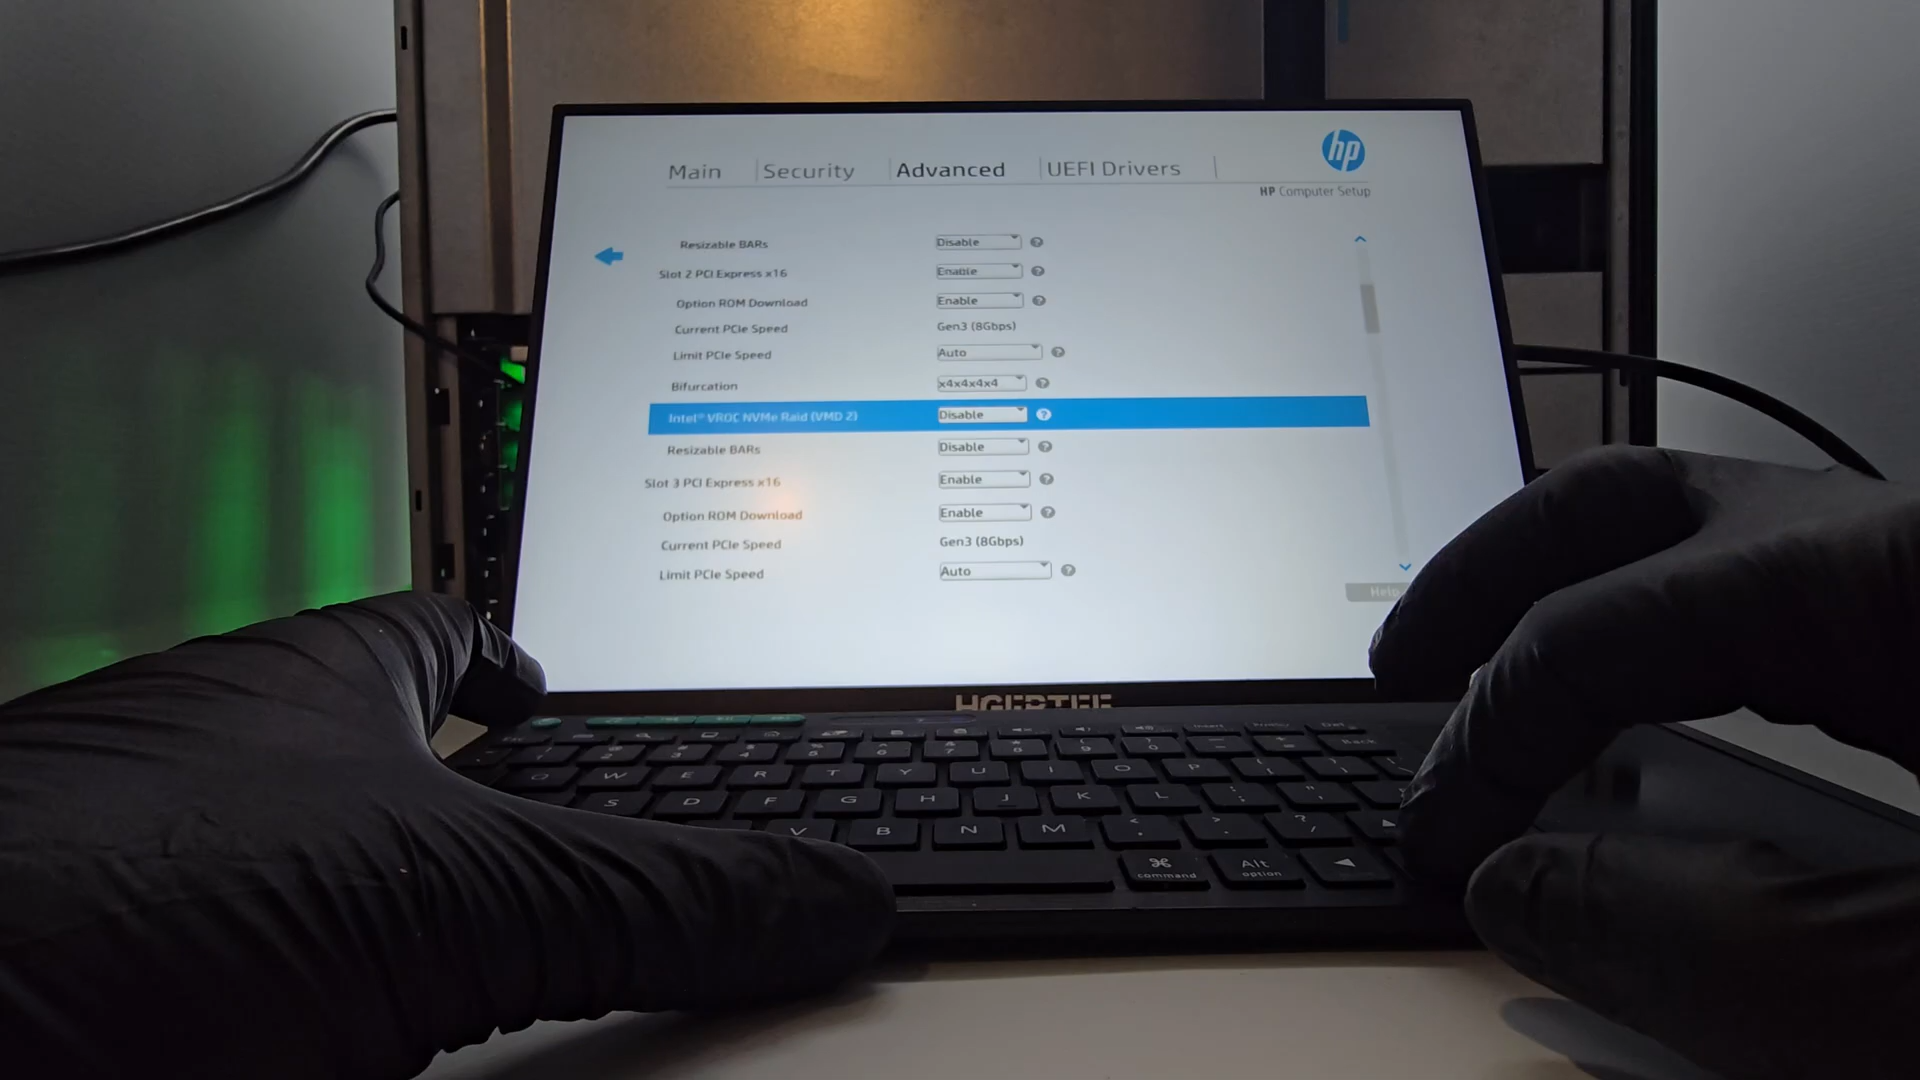 Main Security Advanced UEFI Drivers
hp
HP Computer Setup
Resizable BARs Disable ?
Slot 2 PCI Express x16 Enable ?
Option ROM Download Enable ?
Current PCIe Speed Gen3 (8Gbps)
Limit PCIe Speed Auto ?
Bifurcation x4x4x4x4 ?
Intel® VROC NVMe Raid (VMD 2) Disable ?
Resizable BARs Disable ?
Slot 3 PCI Express x16 Enable ?
Option ROM Download Enable ?
Current PCIe Speed Gen3 (8Gbps)
Limit PCIe Speed Auto ?
Help
Q W E R T Y U I O P
S D F G H J K L
V B N M
command
Alt
option